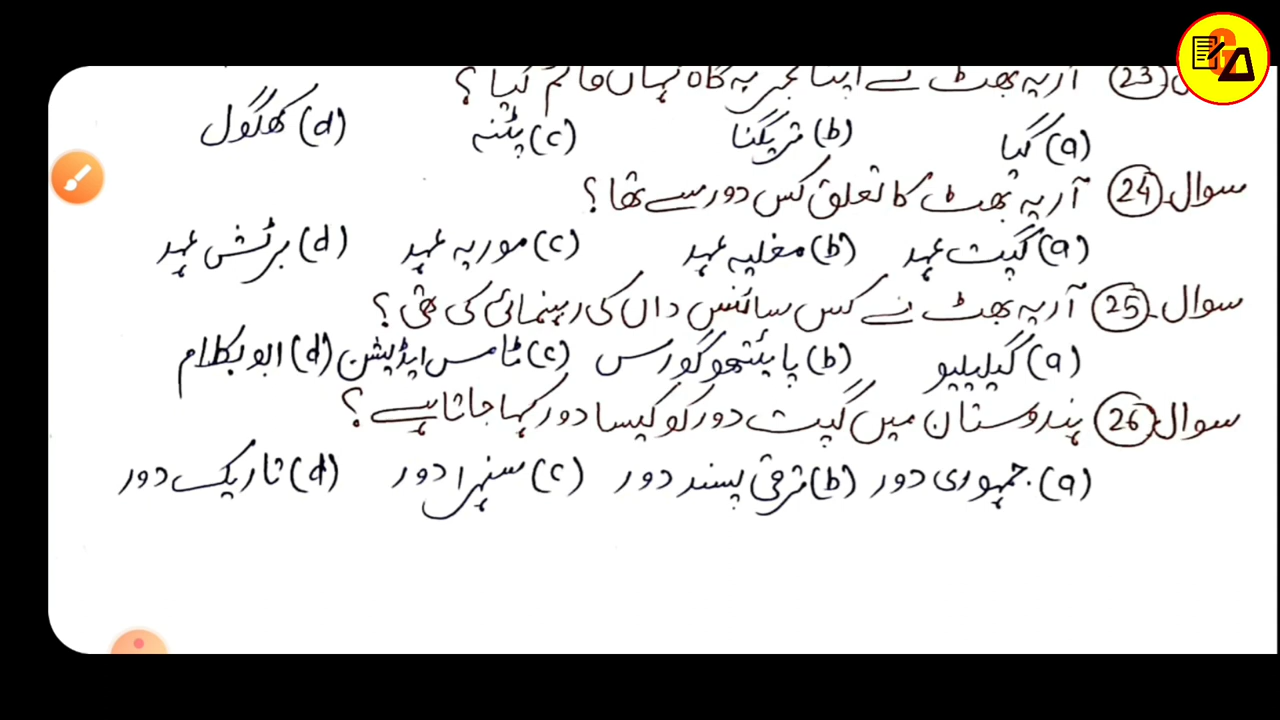 23 آریہ بھٹ نے اپنا تجربہ گاہ کہاں قائم کیا؟
(a) گیا (b) تریگنا (c) پٹنہ (d) کھگول
سوال 24 آریہ بھٹ کا تعلق کس دور سے تھا؟
(a) گپت عہد (b) مغلیہ عہد (c) موریہ عہد (d) برٹش عہد
سوال 25 آریہ بھٹ نے کس سائنس داں کی رہنمائی کی تھی؟
(a) گیلیلیو (b) پائیتھوگورس (c) ٹامس ایڈیشن (d) ابوبکلام
سوال 26 ہندوستان میں گپت دور کو کیسا دور کہا جاتا ہے؟
(a) جمہوری دور (b) ترقی پسند دور (c) سنہرا دور (d) تاریک دور